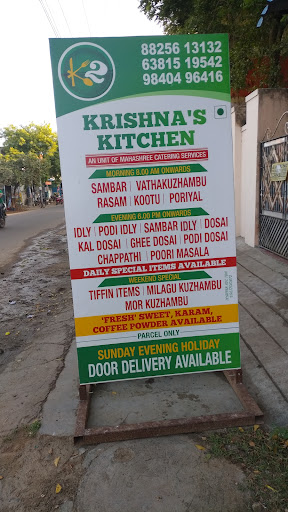 K2
88256 13132
63815 19542
98404 96416
KRISHNA'S
KITCHEN
AN UNIT OF MAHASHREE CATERING SERVICES
MORNING 8.00 AM ONWARDS
SAMBAR VATHAKUZHAMBU
RASAM KOOTU PORIYAL
EVENING 6.00 PM ONWARDS
IDLY PODI IDLY SAMBAR IDLY DOSAI
KAL DOSAI GHEE DOSAI PODI DOSAI
CHAPPATHI POORI MASALA
DAILY SPECIAL ITEMS AVAILABLE
WEEKEND SPECIAL
TIFFIN ITEMS MILAGU KUZHAMBU
MOR KUZHAMBU
'FRESH' SWEET, KARAM,
COFFEE POWDER AVAILABLE
PARCEL ONLY
SUNDAY EVENING HOLIDAY
DOOR DELIVERY AVAILABLE